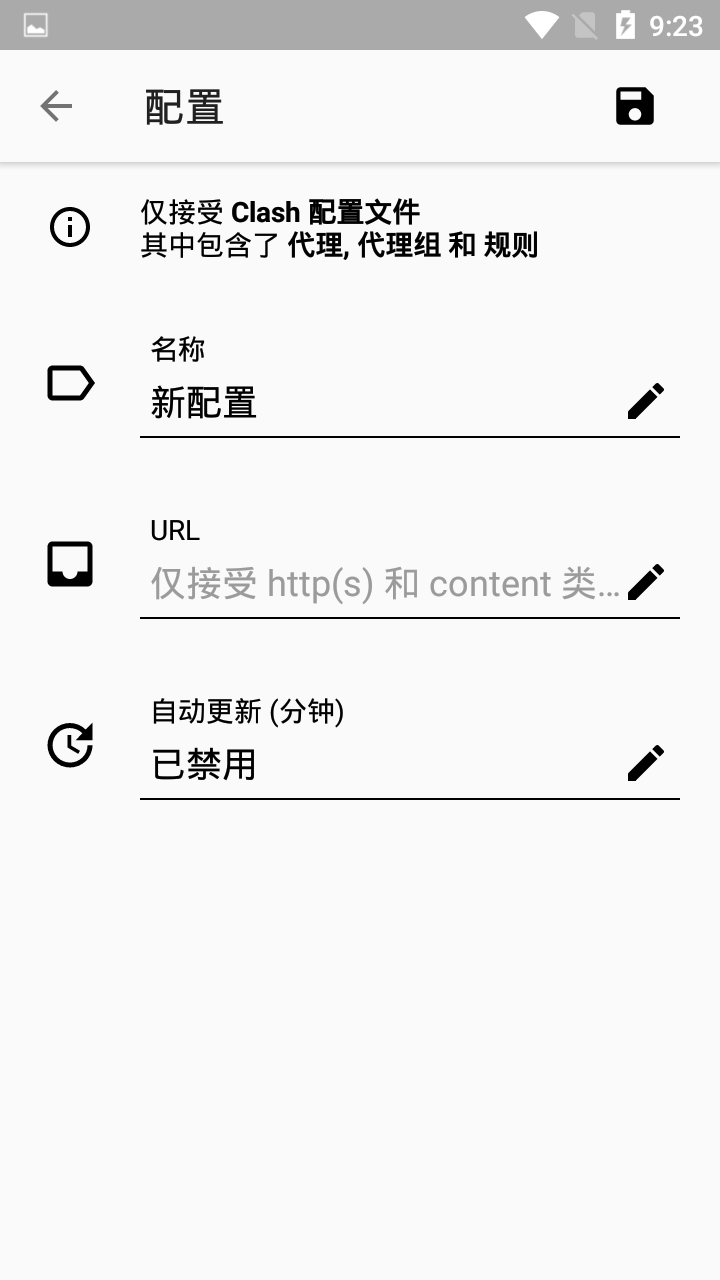 9:23
配置
仅接受 Clash 配置文件
其中包含了 代理, 代理组 和 规则
名称
新配置
URL
仅接受 http(s) 和 content 类...
自动更新 (分钟)
已禁用